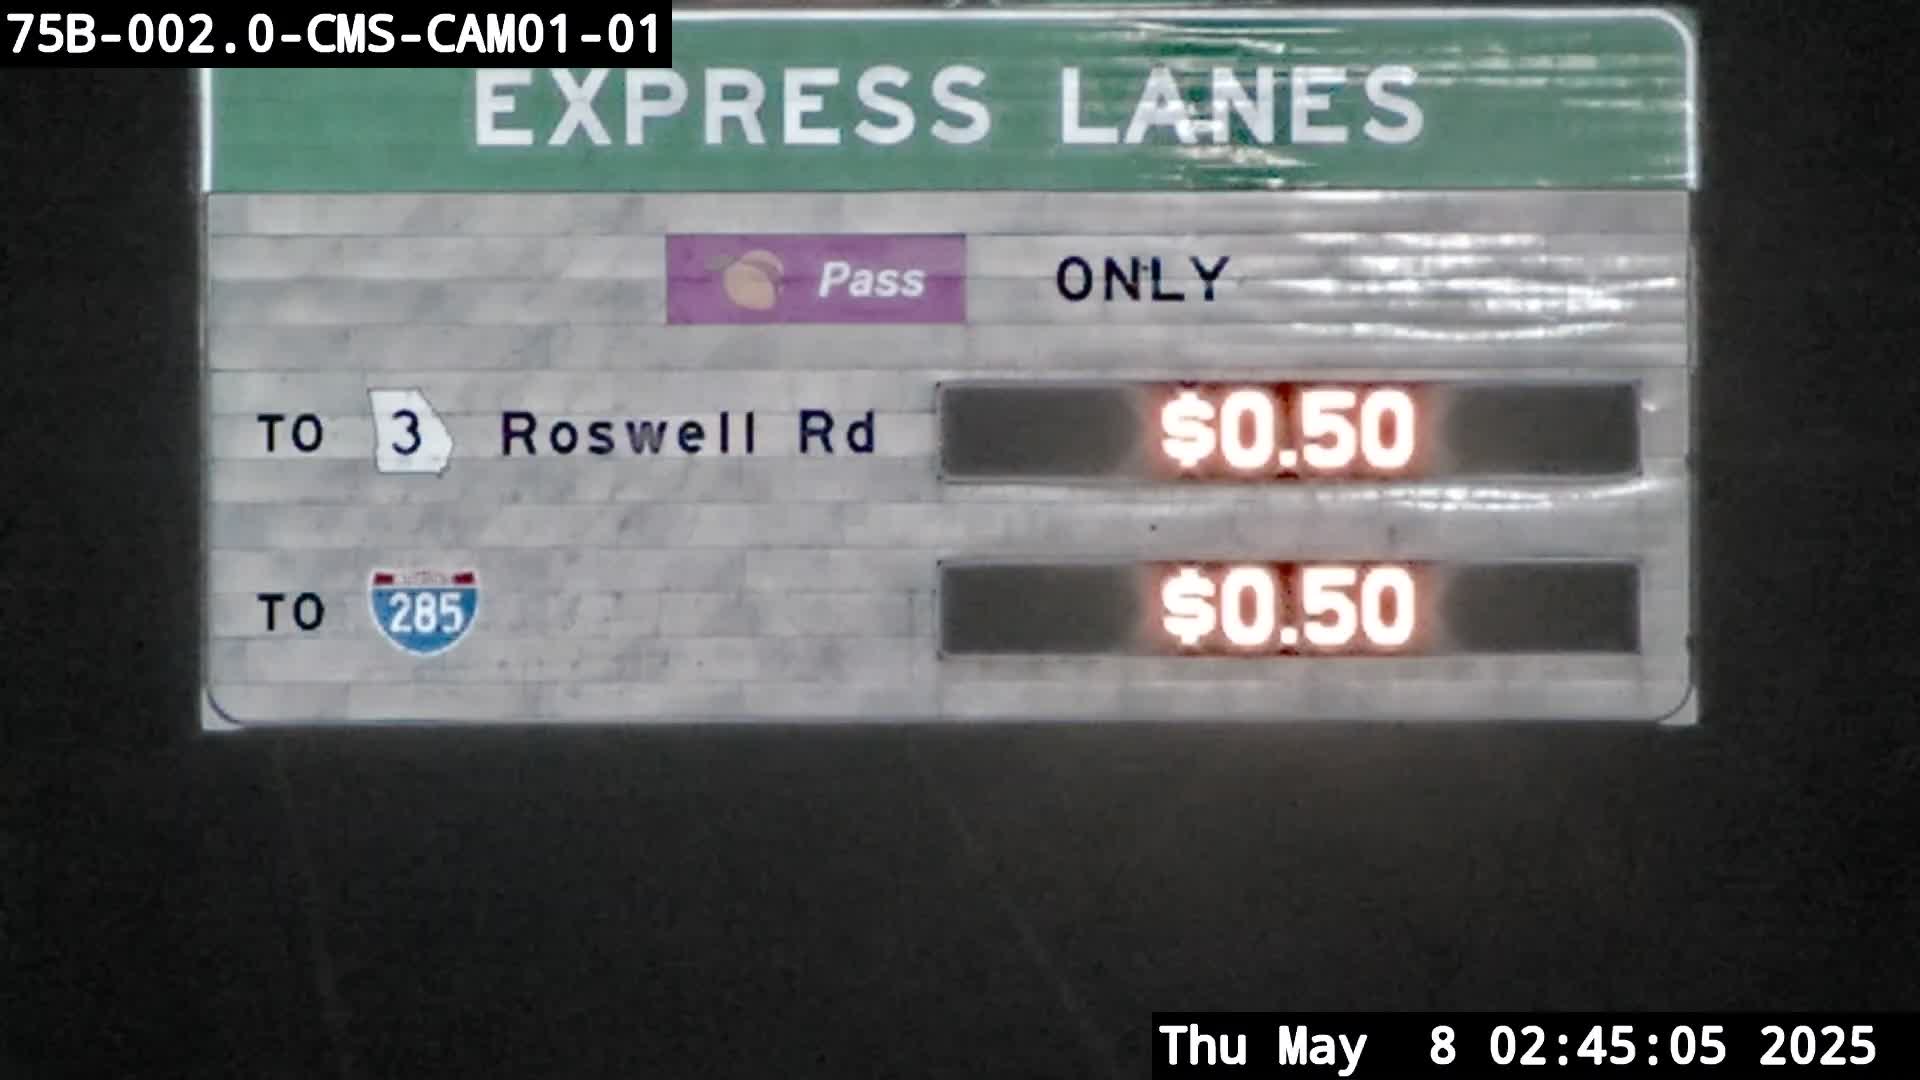 75B-002.0-CMS-CAM01-01
EXPRESS LANES
Pass ONLY
TO 3 Roswell Rd $0.50
TO 285 $0.50
Thu May 8 02:45:05 2025